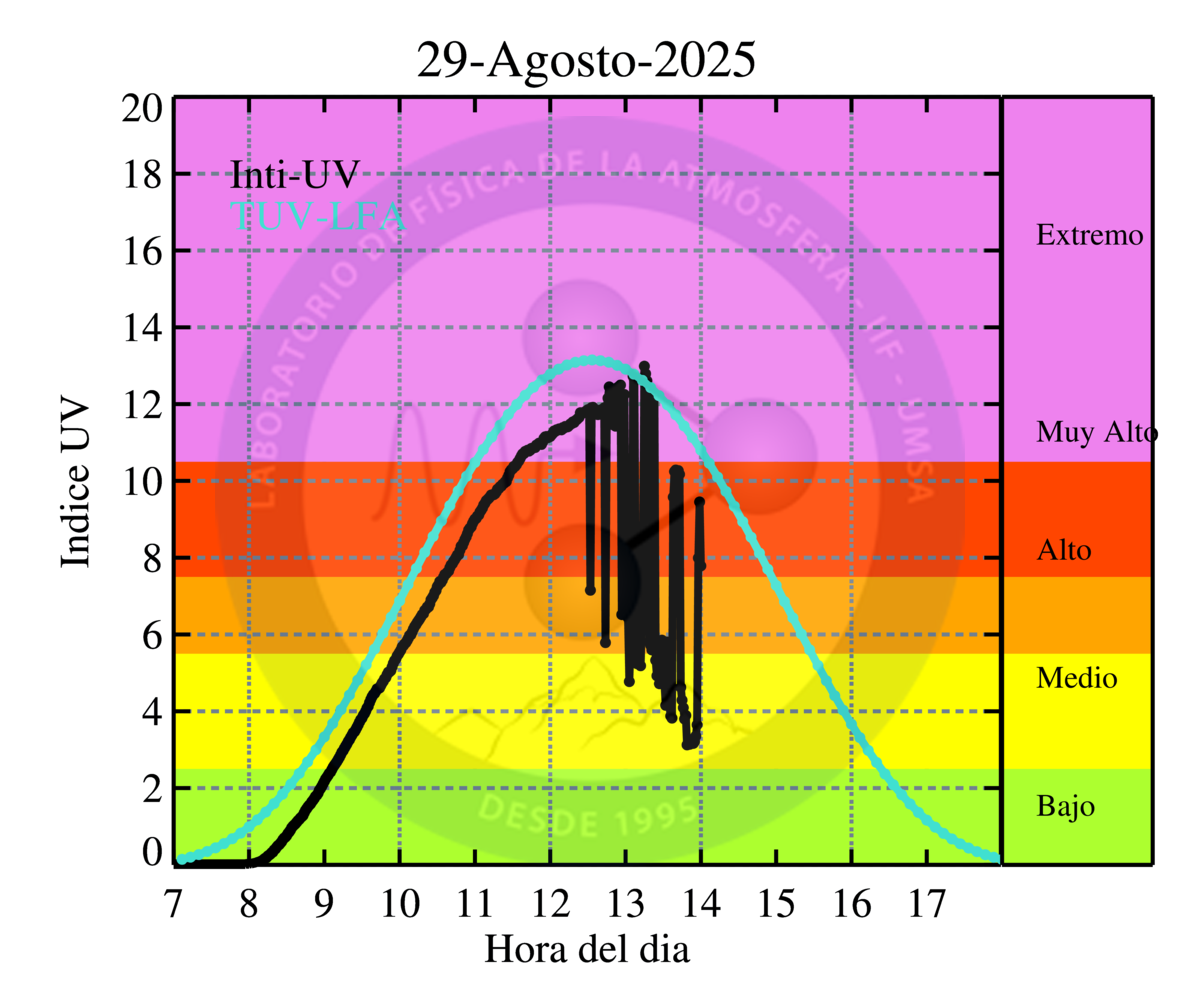 29-Agosto-2025
20
18
16
14
12
10
8
6
4
2
0
Indice UV
Inti-UV
TUV-LFA
LABORATORIO DE FÍSICA DE LA ATMÓSFERA - IIF - UMSA
DESDE 1995
Extremo
Muy Alto
Alto
Medio
Bajo
7 8 9 10 11 12 13 14 15 16 17
Hora del dia